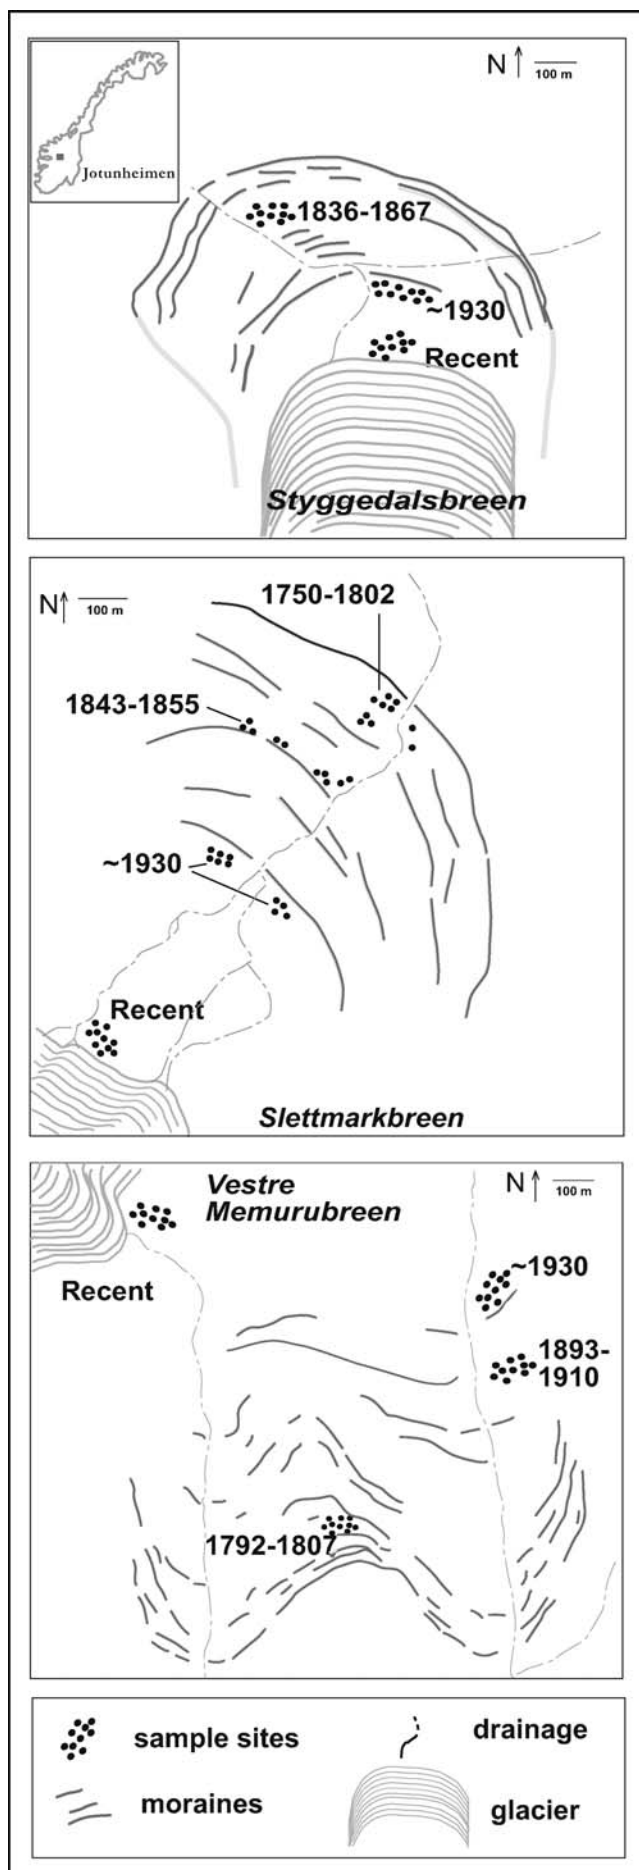 N
100 m
Jotunheimen
1836-1867
~1930
Recent
Styggedalsbreen
N
100 m
1750-1802
1843-1855
~1930
Recent
Slettmarkbreen
Vestre
Memurubreen
N
100 m
Recent
~1930
1893-
1910
1792-1807
sample sites
drainage
moraines
glacier